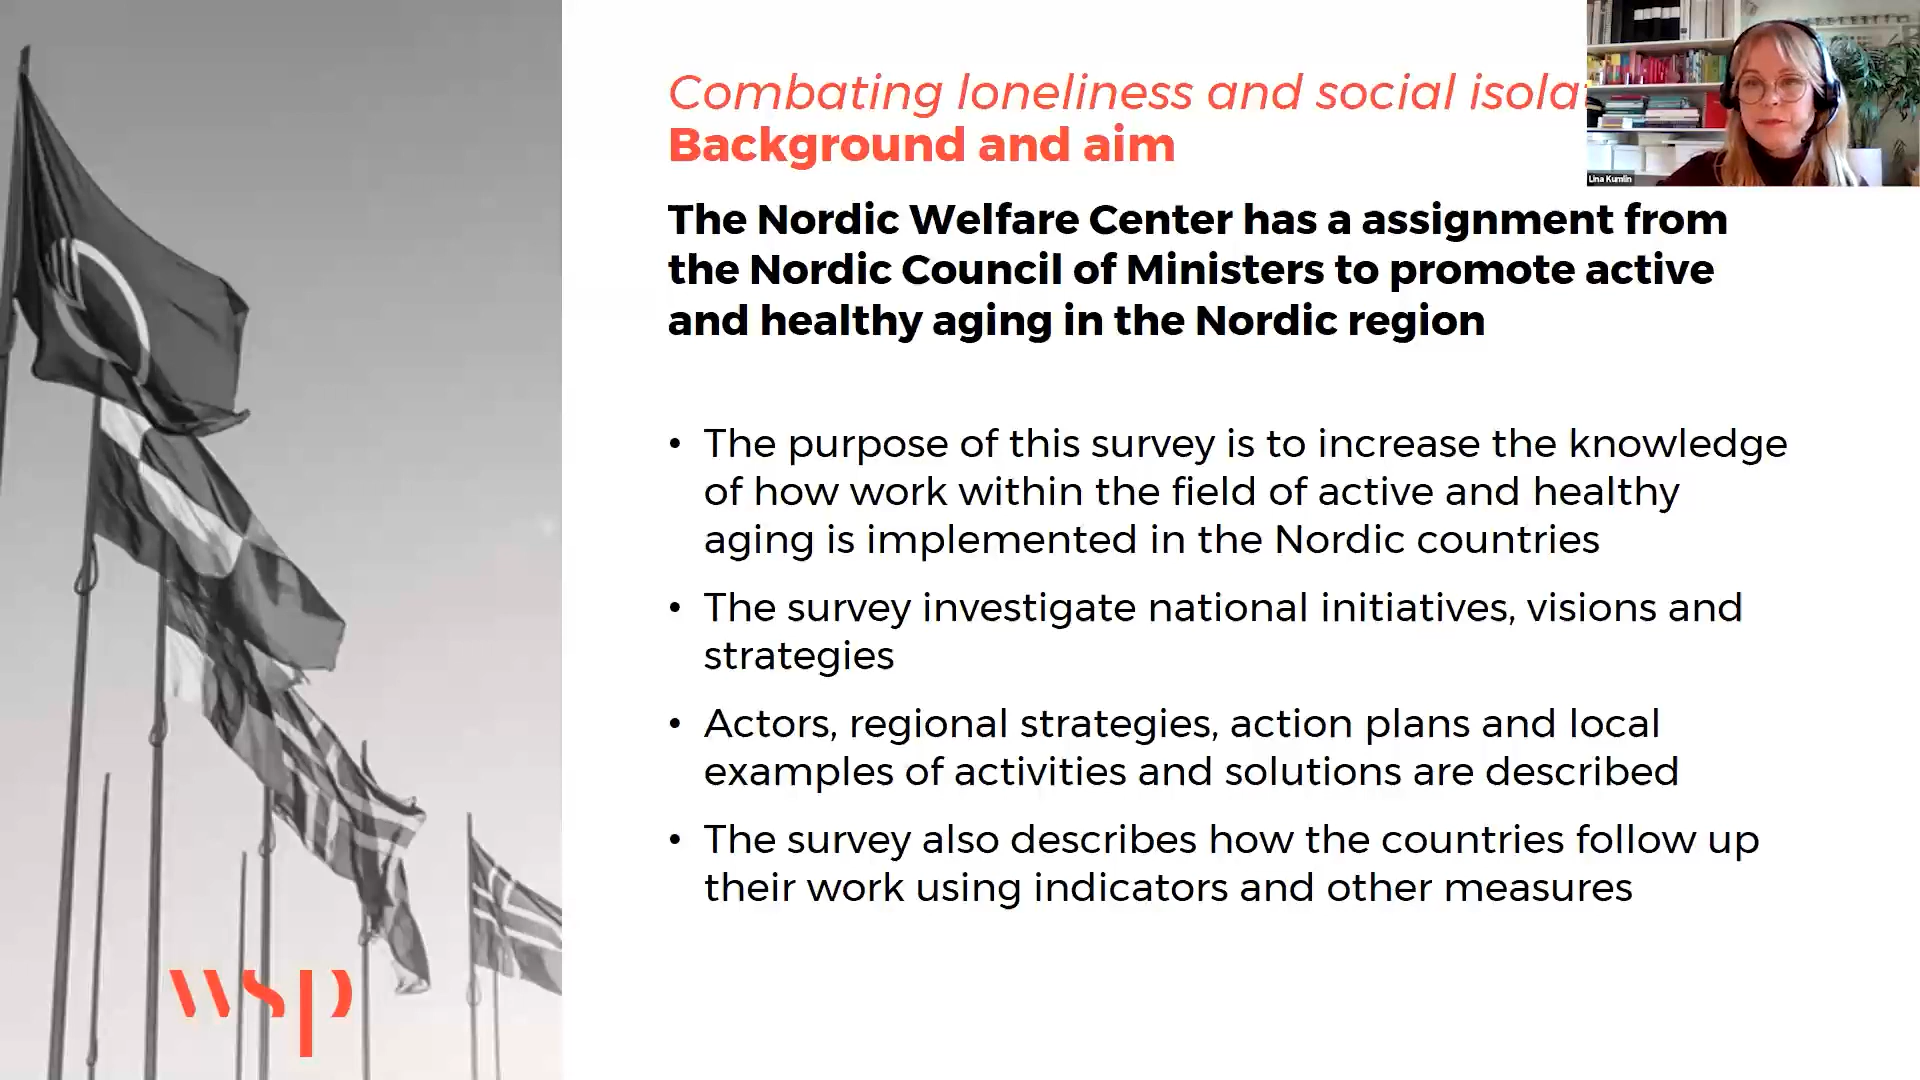 Combating loneliness and social isolat
Background and aim
Lina Kumlin
The Nordic Welfare Center has a assignment from
the Nordic Council of Ministers to promote active
and healthy aging in the Nordic region
• The purpose of this survey is to increase the knowledge
of how work within the field of active and healthy
aging is implemented in the Nordic countries
• The survey investigate national initiatives, visions and
strategies
• Actors, regional strategies, action plans and local
examples of activities and solutions are described
• The survey also describes how the countries follow up
their work using indicators and other measures
wsp